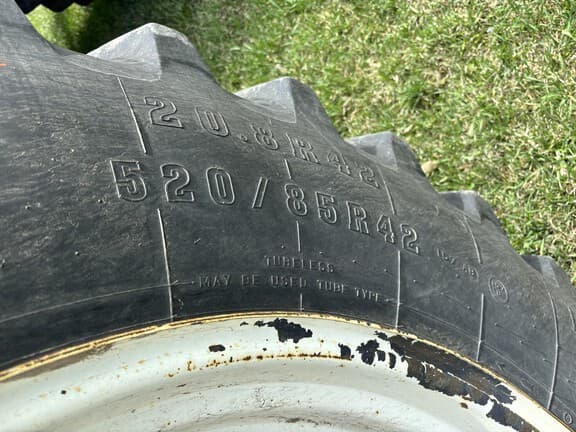 20.8R42
520/85R42
TUBELESS
MAY BE USED TUBE TYPE